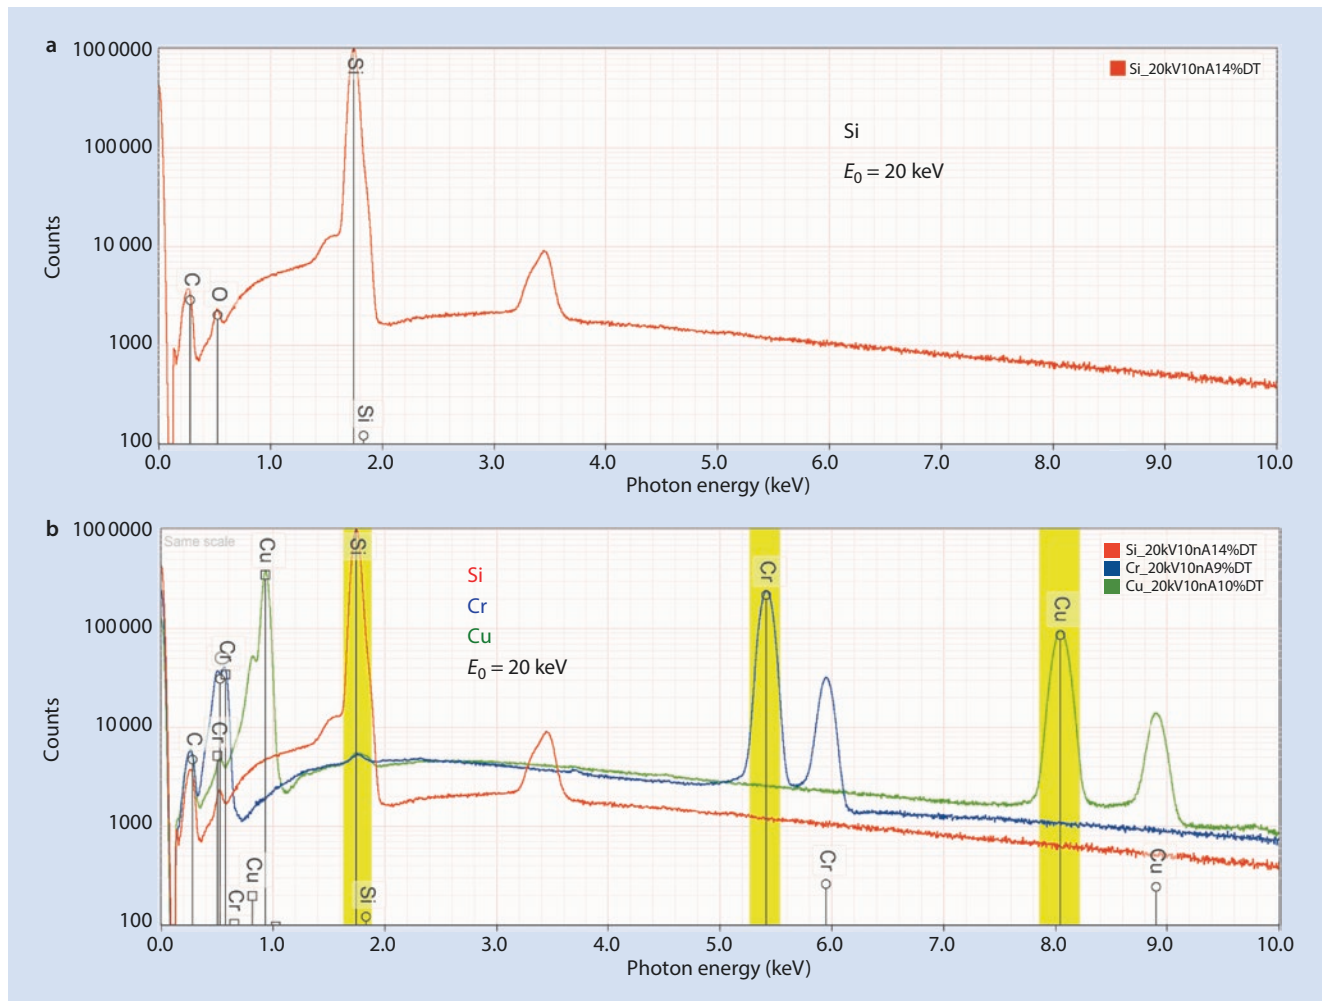 a
1000000
100000
10000
1000
100
Counts
Si
C
O
Si
Si_20kV10nA14%DT
Si
E0 = 20 keV
0.0 1.0 2.0 3.0 4.0 5.0 6.0 7.0 8.0 9.0 10.0
Photon energy (keV)
b
1000000
100000
10000
1000
100
Counts
Same scale
Cu
Si
Cr
Cu
O
Cr
C
Cr
Cu
Cr
Si
Cr
Cu
Si
Cr
Cu
E0 = 20 keV
Si_20kV10nA14%DT
Cr_20kV10nA9%DT
Cu_20kV10nA10%DT
0.0 1.0 2.0 3.0 4.0 5.0 6.0 7.0 8.0 9.0 10.0
Photon energy (keV)